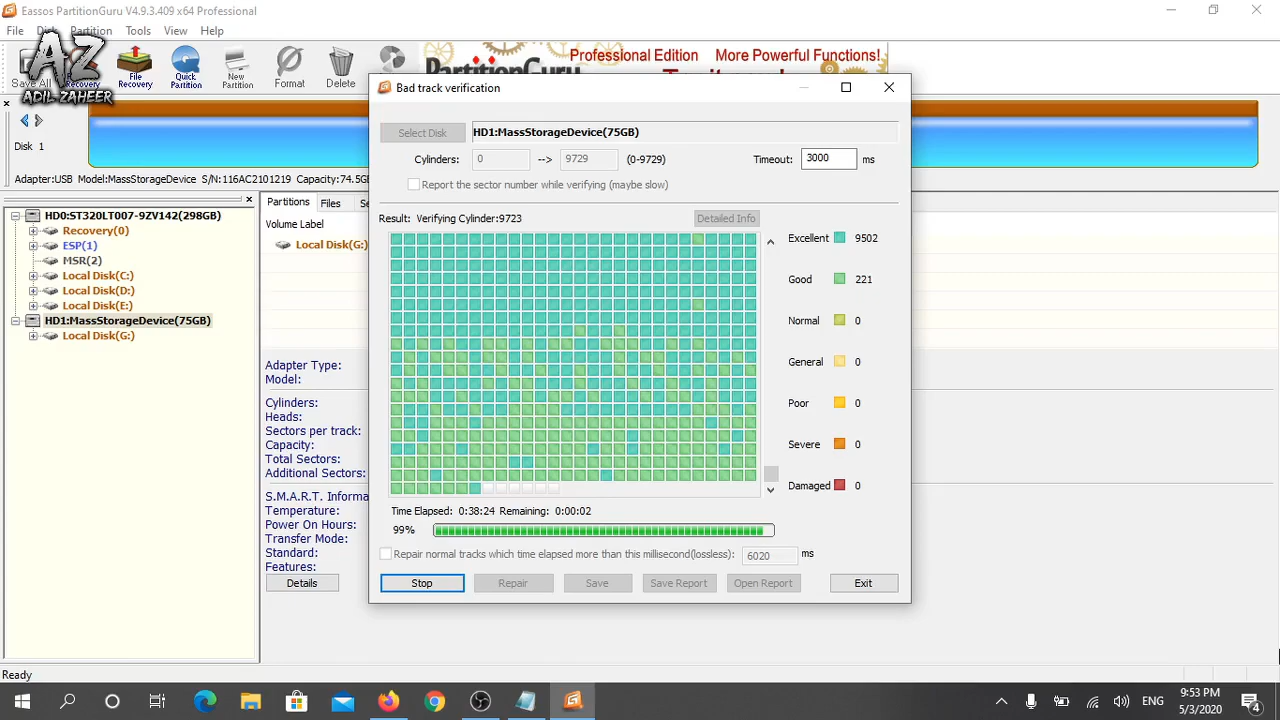 Eassos PartitionGuru V4.9.3.409 x64 Professional
File Disk Partition Tools View Help
AZ
ADIL ZAHEER
Save All
Recovery
File Recovery
Quick Partition
New Partition
Format
Delete
PartitionGuru
Professional Edition More Powerful Functions!
Disk 1
Adapter:USB Model:MassStorageDevice S/N:116AC2101219 Capacity:74.5G
HD0:ST320LT007-9ZV142(298GB)
Recovery(0)
ESP(1)
MSR(2)
Local Disk(C:)
Local Disk(D:)
Local Disk(E:)
HD1:MassStorageDevice(75GB)
Local Disk(G:)
Partitions Files
Volume Label
Local Disk(G:)
Adapter Type:
Model:
Cylinders:
Heads:
Sectors per track:
Capacity:
Total Sectors:
Additional Sectors:
S.M.A.R.T. Informa
Temperature:
Power On Hours:
Transfer Mode:
Standard:
Features:
Details
Bad track verification
Select Disk HD1:MassStorageDevice(75GB)
Cylinders: 0 --> 9729 (0-9729) Timeout: 3000 ms
Report the sector number while verifying (maybe slow)
Result: Verifying Cylinder:9723 Detailed Info
Excellent 9502
Good 221
Normal 0
General 0
Poor 0
Severe 0
Damaged 0
Time Elapsed: 0:38:24 Remaining: 0:00:02
99%
Repair normal tracks which time elapsed more than this millisecond(lossless): 6020 ms
Stop Repair Save Save Report Open Report Exit
Ready
ENG
9:53 PM
5/3/2020
4